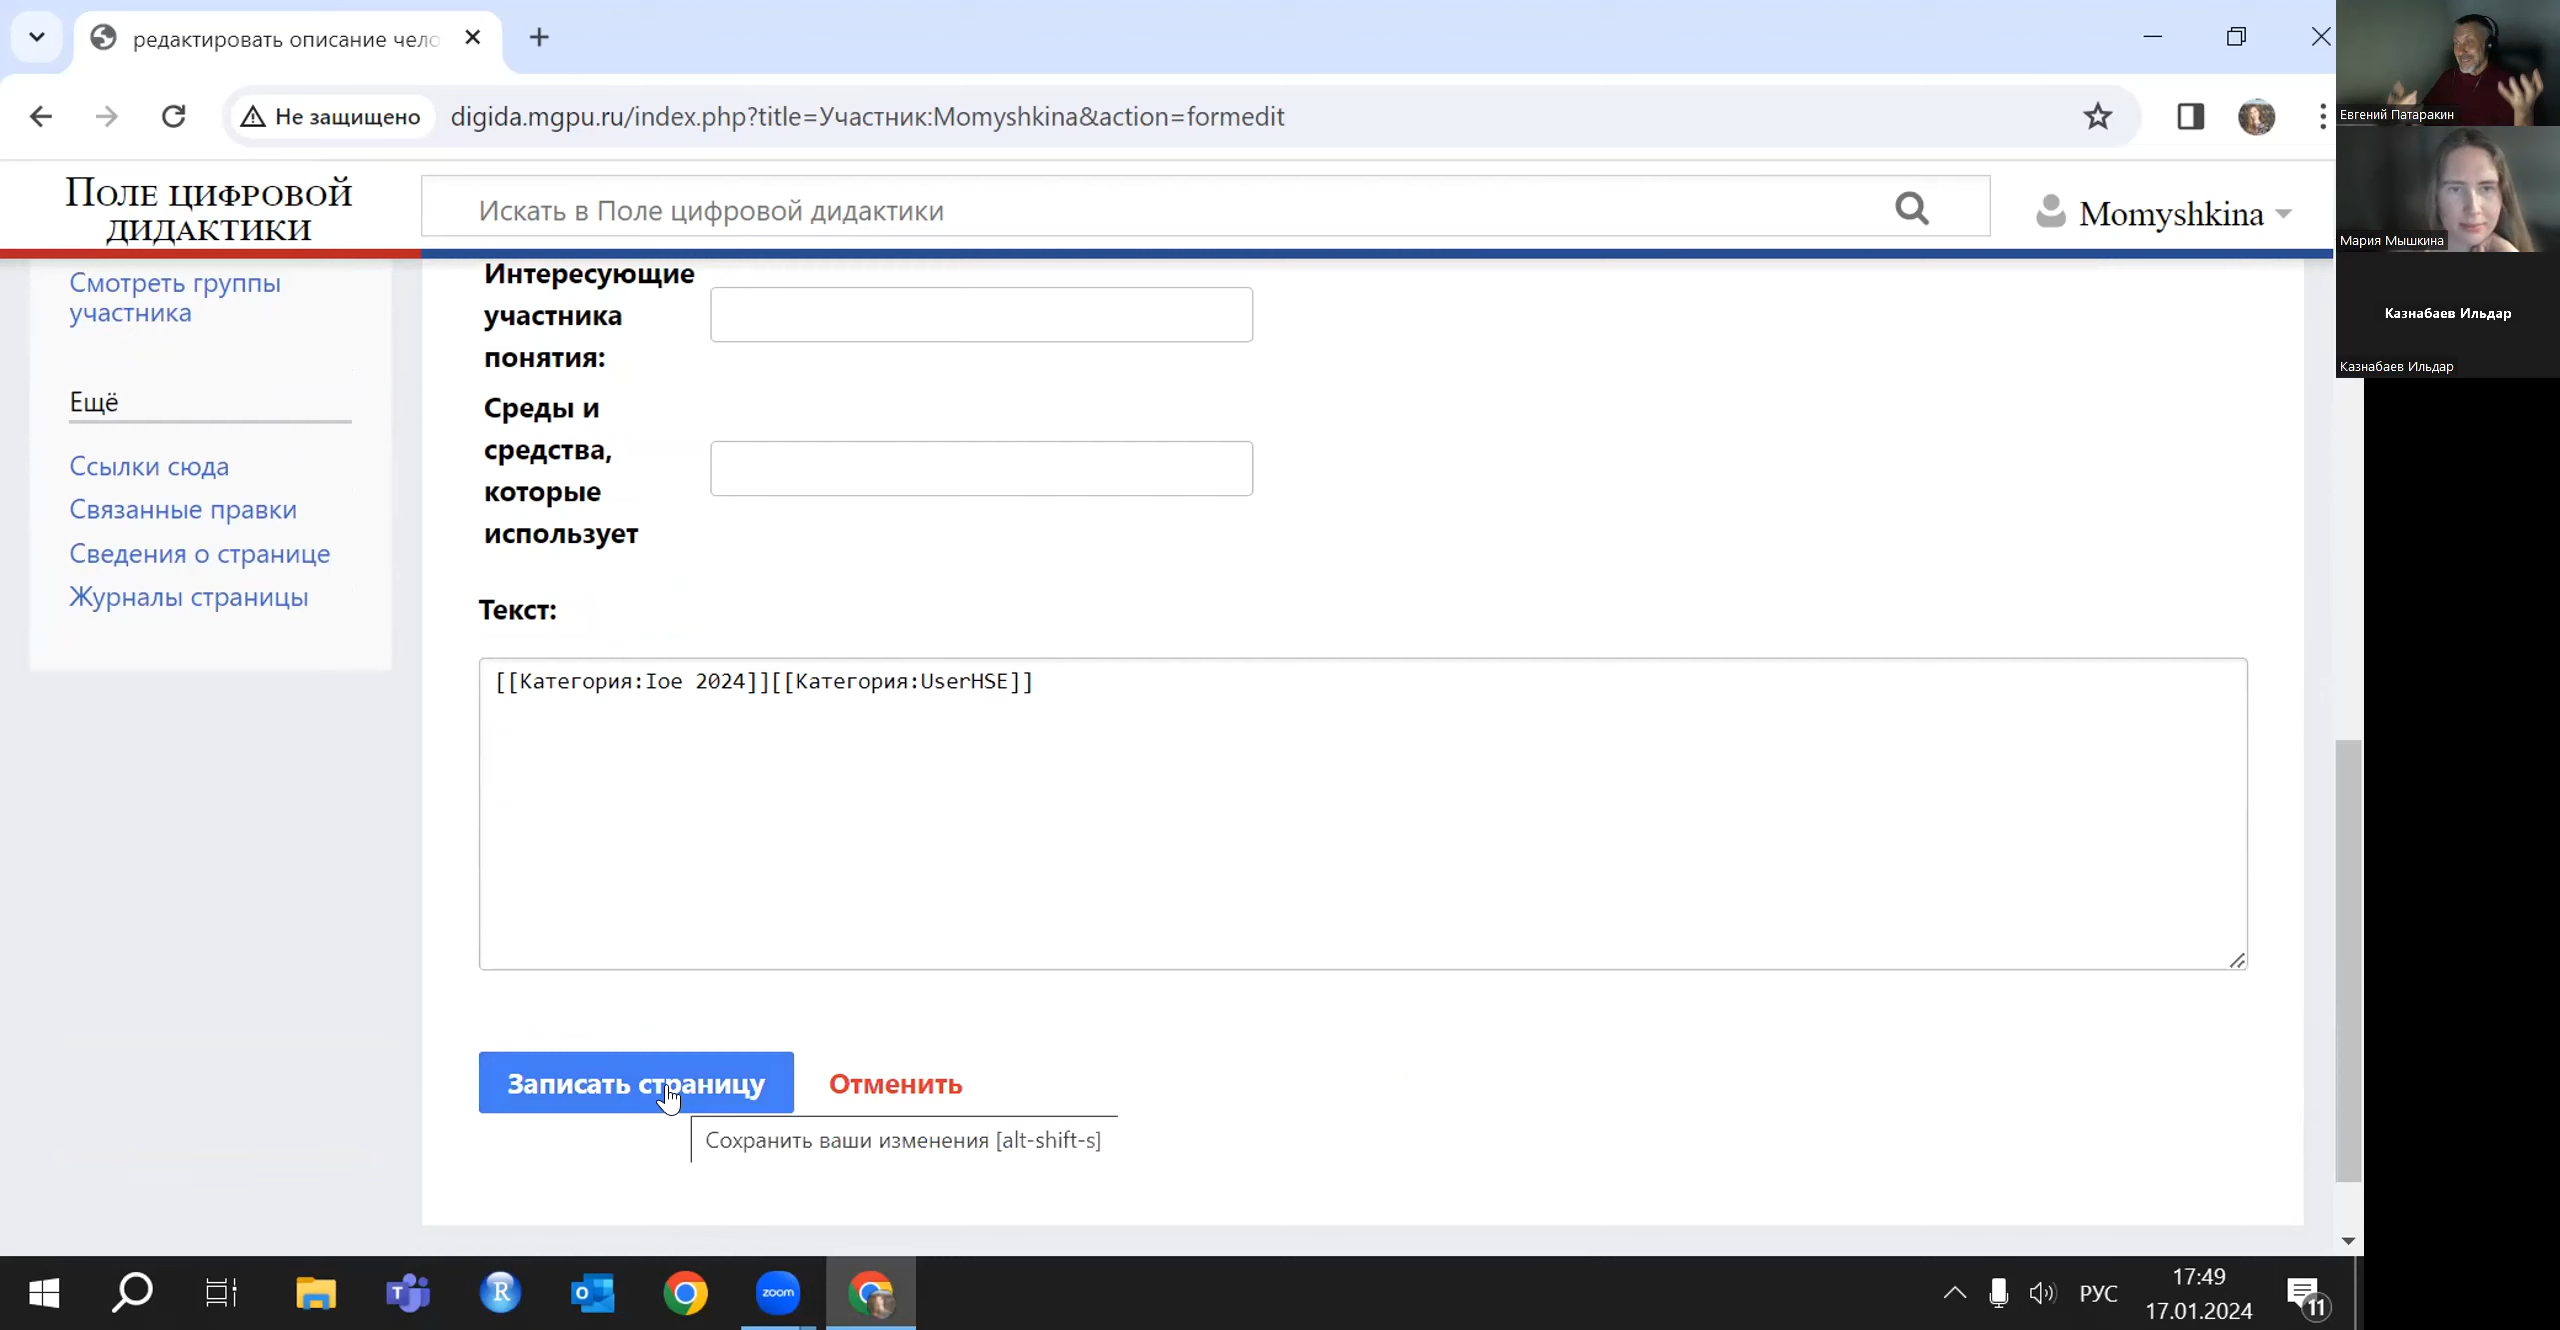 редактировать описание чело
Не защищено
digida.mgpu.ru/index.php?title=Участник:Momyshkina&action=formedit
Поле цифровой
дидактики
Искать в Поле цифровой дидактики
Momyshkina
Смотреть группы
участника
Ещё
Ссылки сюда
Связанные правки
Сведения о странице
Журналы страницы
Интересующие
участника
понятия:
Среды и
средства,
которые
использует
Текст:
[[Категория:Ioe 2024]][[Категория:UserHSE]]
Записать страницу
Отменить
Сохранить ваши изменения [alt-shift-s]
Евгений Патаракин
Мария Мышкина
Казнабаев Ильдар
Казнабаев Ильдар
T
R
O
zoom
РУС
17:49
17.01.2024
11